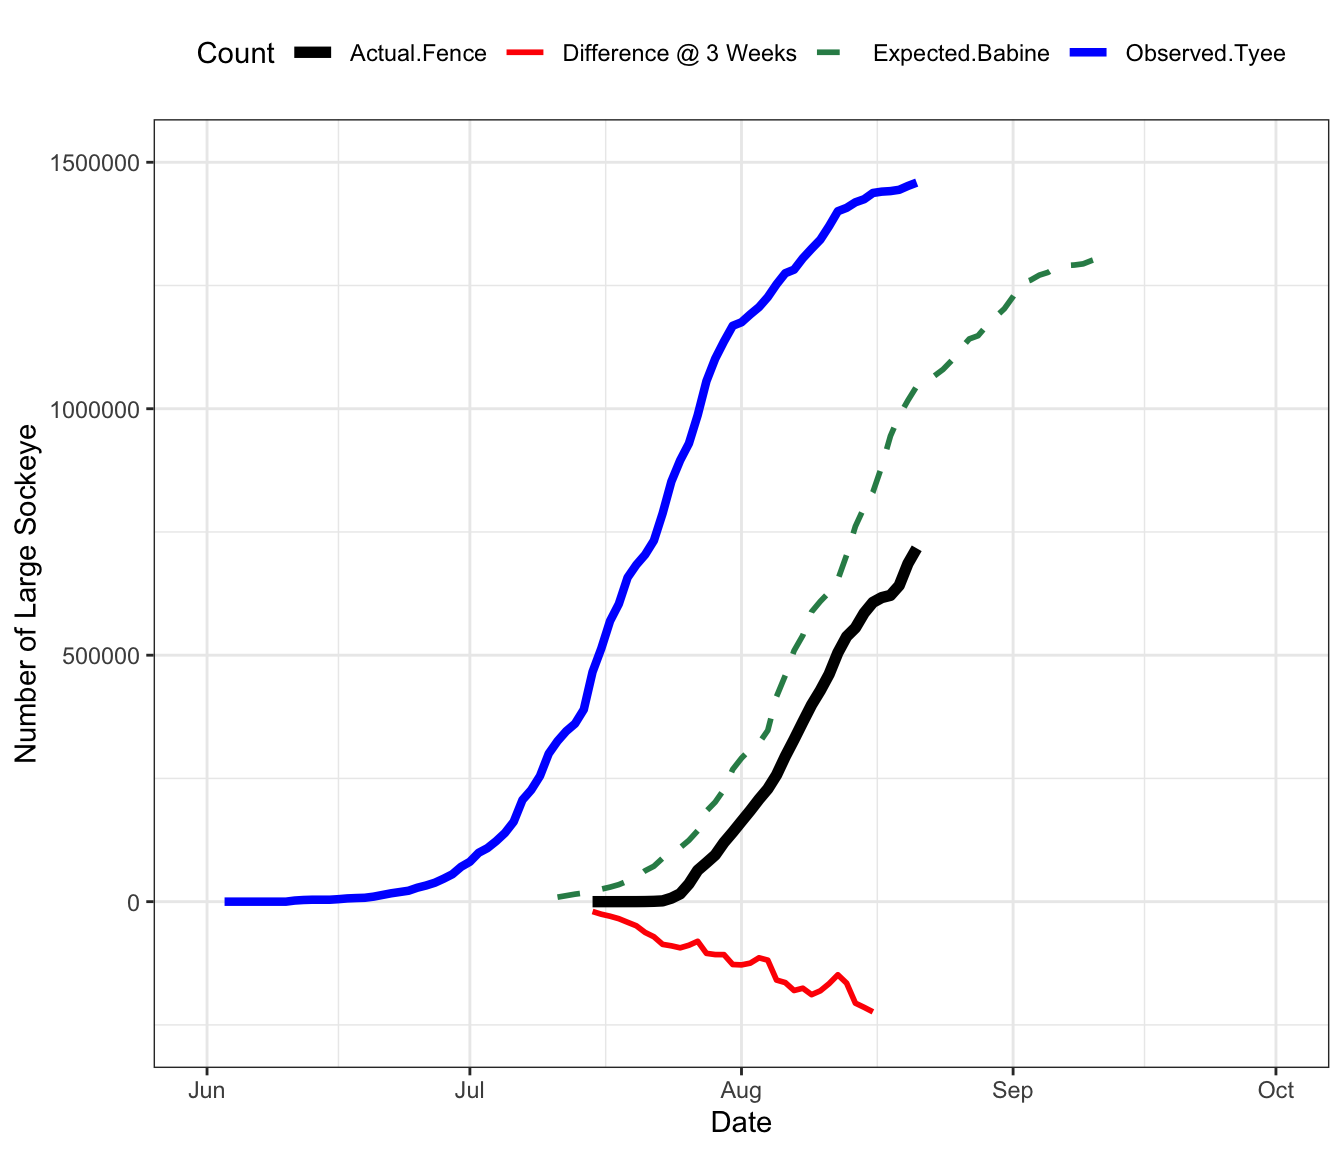 Count Actual.Fence Difference @ 3 Weeks Expected.Babine Observed.Tyee
Number of Large Sockeye
1500000
1000000
500000
0
Jun Jul Aug Sep Oct
Date